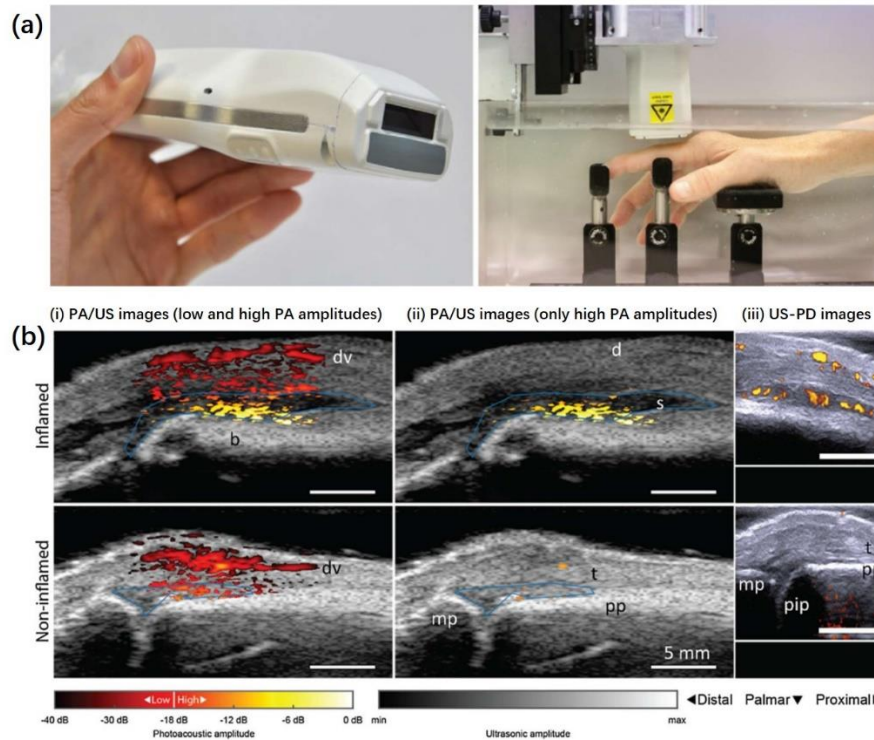 (a)
(i) PA/US images (low and high PA amplitudes) (ii) PA/US images (only high PA amplitudes) (iii) US-PD images
(b)
Inflamed
dv
b
d
s
Non-inflamed
dv
t
mp
pp
5 mm
t
mp
pip
◄Low High►
-40 dB -30 dB -18 dB -12 dB -6 dB 0 dB
Photoacoustic amplitude
min max
Ultrasonic amplitude
◄Distal Palmar▼ Proximal